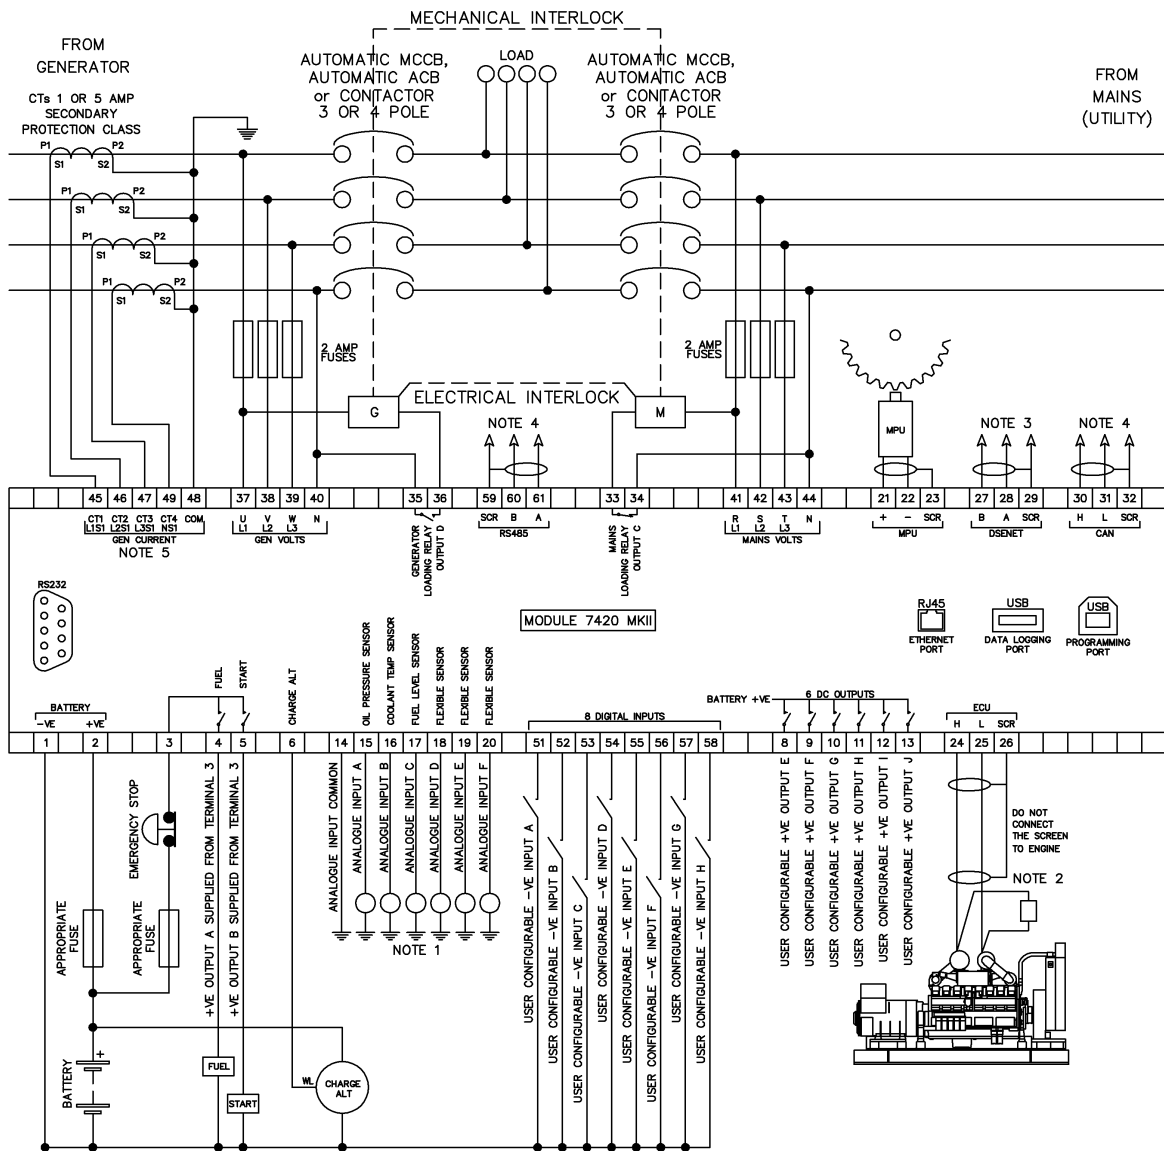 MECHANICAL INTERLOCK
FROM
GENERATOR
CTs 1 OR 5 AMP
SECONDARY
PROTECTION CLASS
AUTOMATIC MCCB,
AUTOMATIC ACB
or CONTACTOR
3 OR 4 POLE
LOAD
AUTOMATIC MCCB,
AUTOMATIC ACB
or CONTACTOR
3 OR 4 POLE
FROM
MAINS
(UTILITY)
P1 P2
S1 S2
P1 P2
S1 S2
P1 P2
S1 S2
P1 P2
S1 S2
2 AMP
FUSES
2 AMP
FUSES
ELECTRICAL INTERLOCK
G
M
MPU
NOTE 4
NOTE 3
NOTE 4
45 46 47 49 48 37 38 39 40 35 36 59 60 61 33 34 41 42 43 44 21 22 23 27 28 29 30 31 32
CT1 CT2 CT3 CT4 COM
L1S1 L2S1 L3S1 NS1
GEN CURRENT
NOTE 5
U V W N
L1 L2 L3
GEN VOLTS
GENERATOR
LOADING RELAY
OUTPUT D
SCR B A
RS485
MAINS
LOADING RELAY
OUTPUT C
R S T N
L1 L2 L3
MAINS VOLTS
+ − SCR
MPU
B A SCR
DSENET
H L SCR
CAN
RS232
MODULE 7420 MKII
RJ45
ETHERNET
PORT
USB
DATA LOGGING
PORT
USB
PROGRAMMING
PORT
BATTERY
-VE +VE
FUEL
START
CHARGE ALT
OIL PRESSURE SENSOR
COOLANT TEMP SENSOR
FUEL LEVEL SENSOR
FLEXIBLE SENSOR
FLEXIBLE SENSOR
FLEXIBLE SENSOR
8 DIGITAL INPUTS
BATTERY +VE
6 DC OUTPUTS
ECU
H L SCR
1 2 3 4 5 6 14 15 16 17 18 19 20 51 52 53 54 55 56 57 58 8 9 10 11 12 13 24 25 26
EMERGENCY STOP
APPROPRIATE
FUSE
APPROPRIATE
FUSE
+VE OUTPUT A SUPPLIED FROM TERMINAL 3
+VE OUTPUT B SUPPLIED FROM TERMINAL 3
ANALOGUE INPUT COMMON
ANALOGUE INPUT A
ANALOGUE INPUT B
ANALOGUE INPUT C
ANALOGUE INPUT D
ANALOGUE INPUT E
ANALOGUE INPUT F
NOTE 1
USER CONFIGURABLE -VE INPUT A
USER CONFIGURABLE -VE INPUT B
USER CONFIGURABLE -VE INPUT C
USER CONFIGURABLE -VE INPUT D
USER CONFIGURABLE -VE INPUT E
USER CONFIGURABLE -VE INPUT F
USER CONFIGURABLE -VE INPUT G
USER CONFIGURABLE -VE INPUT H
USER CONFIGURABLE +VE OUTPUT E
USER CONFIGURABLE +VE OUTPUT F
USER CONFIGURABLE +VE OUTPUT G
USER CONFIGURABLE +VE OUTPUT H
USER CONFIGURABLE +VE OUTPUT I
USER CONFIGURABLE +VE OUTPUT J
DO NOT
CONNECT
THE SCREEN
TO ENGINE
NOTE 2
BATTERY
+
FUEL
START
WL
CHARGE
ALT